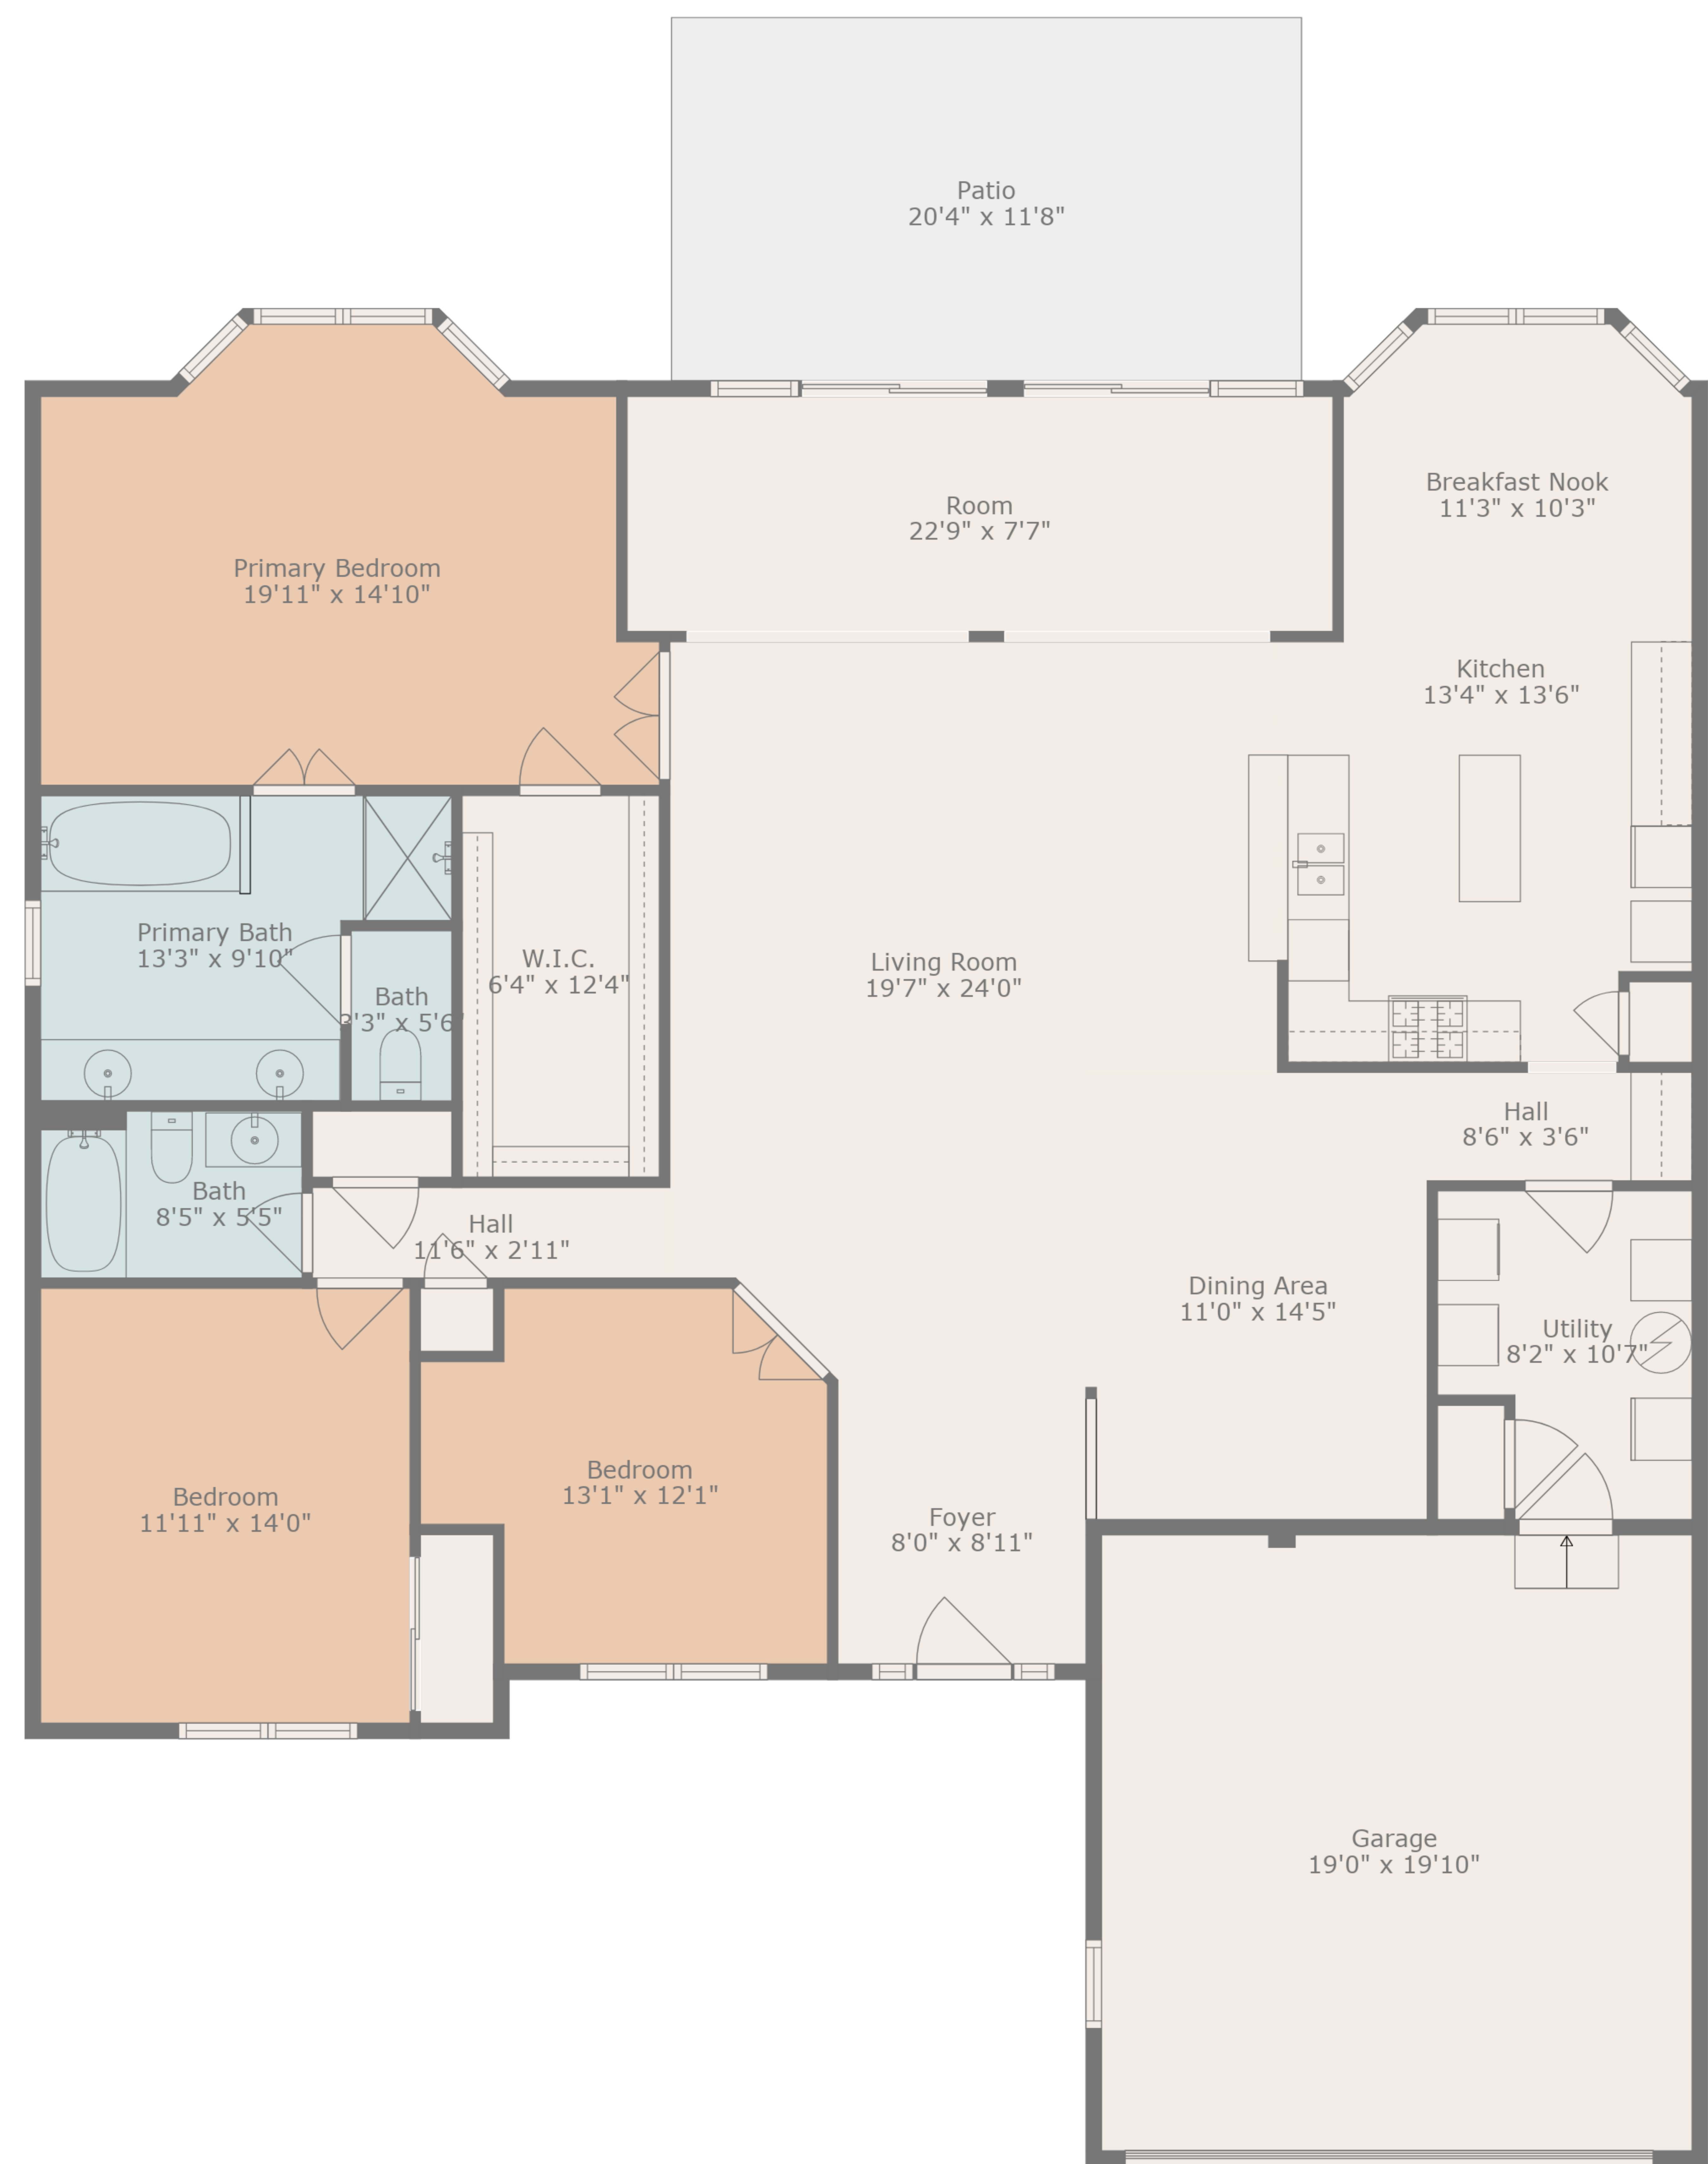 Patio
20'4" x 11'8"
Breakfast Nook
11'3" x 10'3"
Room
22'9" x 7'7"
Primary Bedroom
19'11" x 14'10"
Kitchen
13'4" x 13'6"
Primary Bath
13'3" x 9'10"
W.I.C.
6'4" x 12'4"
Living Room
19'7" x 24'0"
Bath
3'3" x 5'6"
Hall
8'6" x 3'6"
Bath
8'5" x 5'5"
Hall
11'6" x 2'11"
Dining Area
11'0" x 14'5"
Utility
8'2" x 10'7"
Bedroom
13'1" x 12'1"
Bedroom
11'11" x 14'0"
Foyer
8'0" x 8'11"
Garage
19'0" x 19'10"